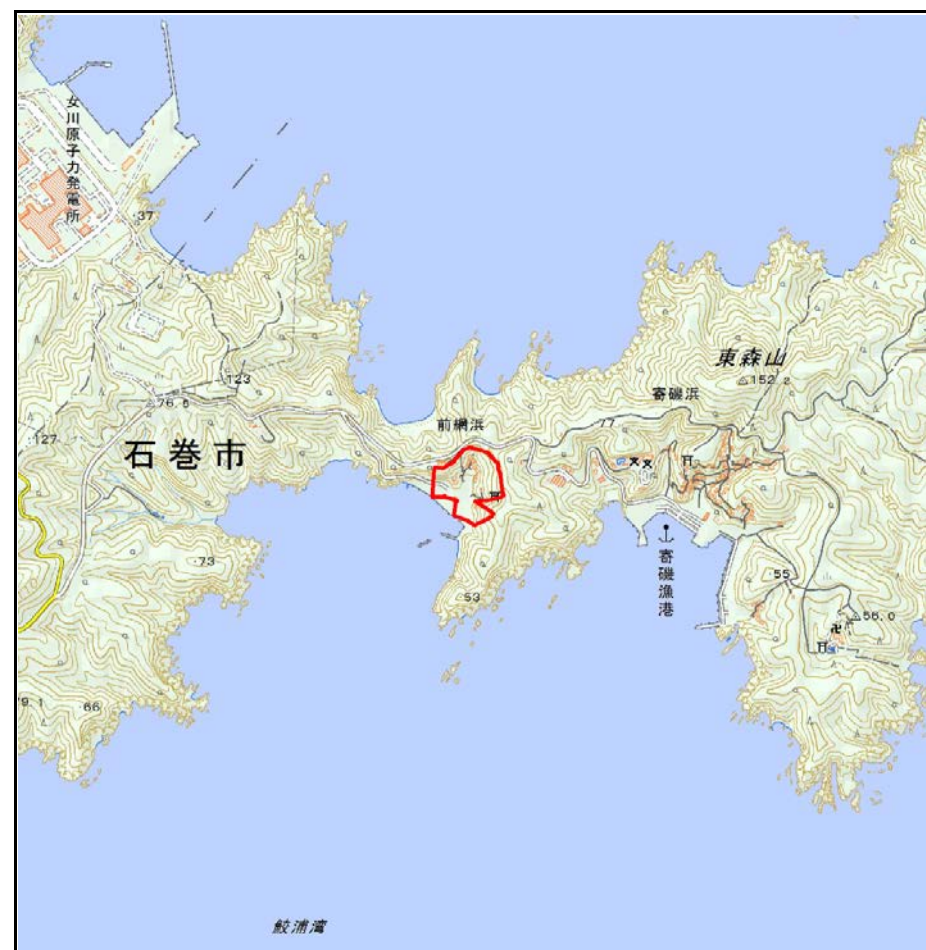 女川原子力発電所
・37
東森山
△152.2
・123
△76.5
寄磯浜
前網浜
77
・127
石巻市
寄磯漁港
・73
・55
53
△56.0
79.1
・66
鮫浦湾